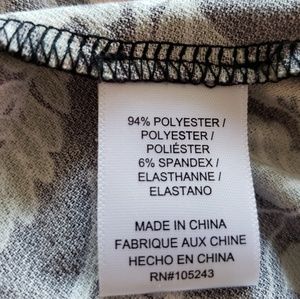 94% POLYESTER /
POLYESTER /
POLIÉSTER
6% SPANDEX /
ELASTHANNE /
ELASTANO
MADE IN CHINA
FABRIQUE AUX CHINE
HECHO EN CHINA
RN#105243